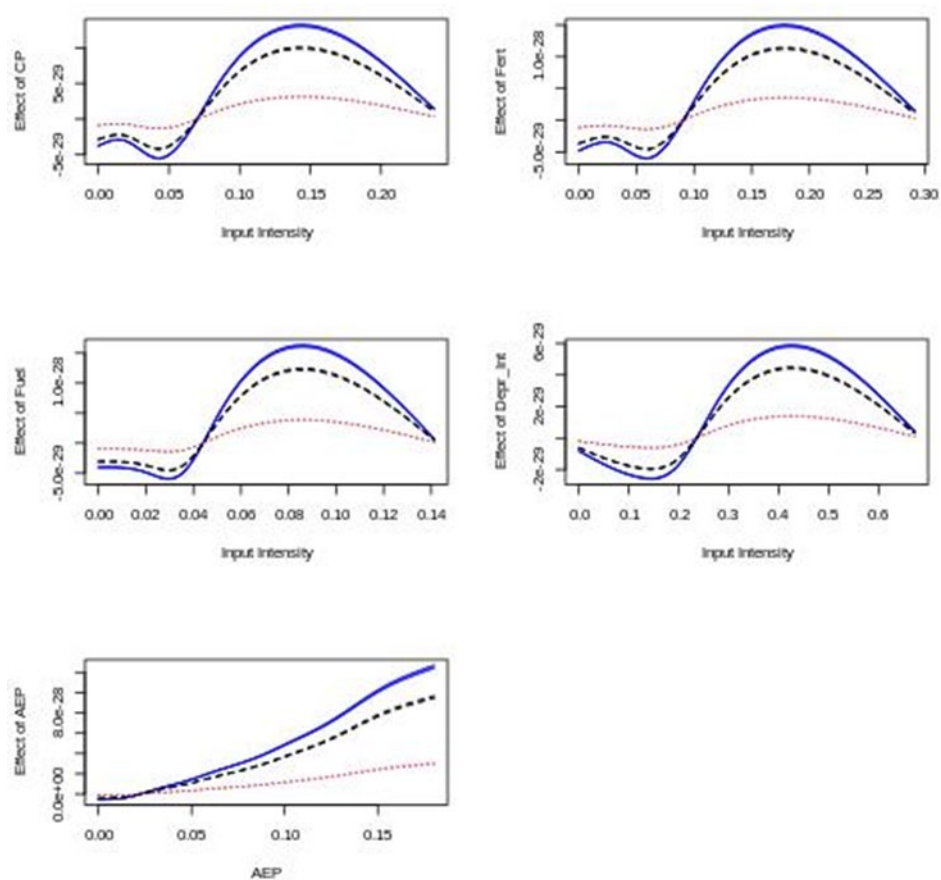 Effect of CP
5e-29
-5e-29
0.00 0.05 0.10 0.15 0.20
Input Intensity
Effect of Fert
1.0e-28
-5.0e-29
0.00 0.05 0.10 0.15 0.20 0.25 0.30
Input Intensity
Effect of Fuel
1.0e-28
-5.0e-29
0.00 0.02 0.04 0.06 0.08 0.10 0.12 0.14
Input Intensity
Effect of Depr_Int
6e-29
2e-29
-2e-29
0.0 0.1 0.2 0.3 0.4 0.5 0.6
Input Intensity
Effect of AEP
8.0e-28
0.0e+00
0.00 0.05 0.10 0.15
AEP